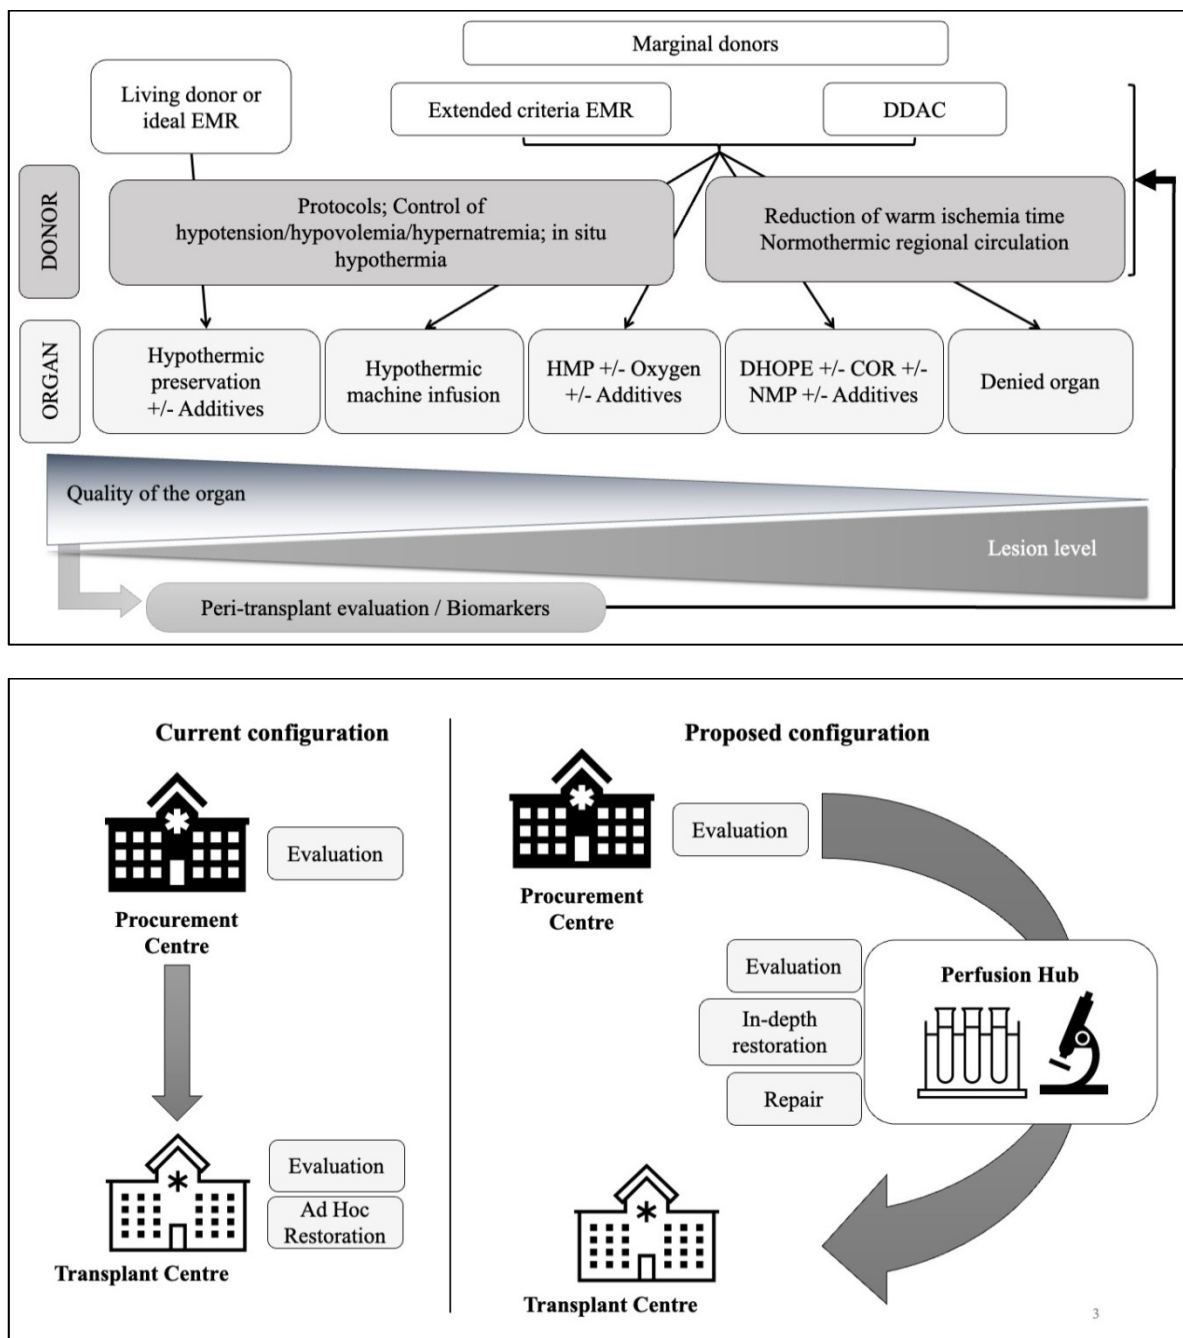 Marginal donors
Living donor or
ideal EMR
Extended criteria EMR
DDAC
DONOR
Protocols; Control of
hypotension/hypovolemia/hypernatremia; in situ
hypothermia
Reduction of warm ischemia time
Normothermic regional circulation
ORGAN
Hypothermic
preservation
+/- Additives
Hypothermic
machine infusion
HMP +/- Oxygen
+/- Additives
DHOPE +/- COR +/-
NMP +/- Additives
Denied organ
Quality of the organ
Lesion level
Peri-transplant evaluation / Biomarkers
Current configuration
Evaluation
Procurement
Centre
Evaluation
Ad Hoc
Restoration
Transplant Centre
Proposed configuration
Evaluation
Procurement
Centre
Evaluation
In-depth
restoration
Repair
Perfusion Hub
Transplant Centre
3